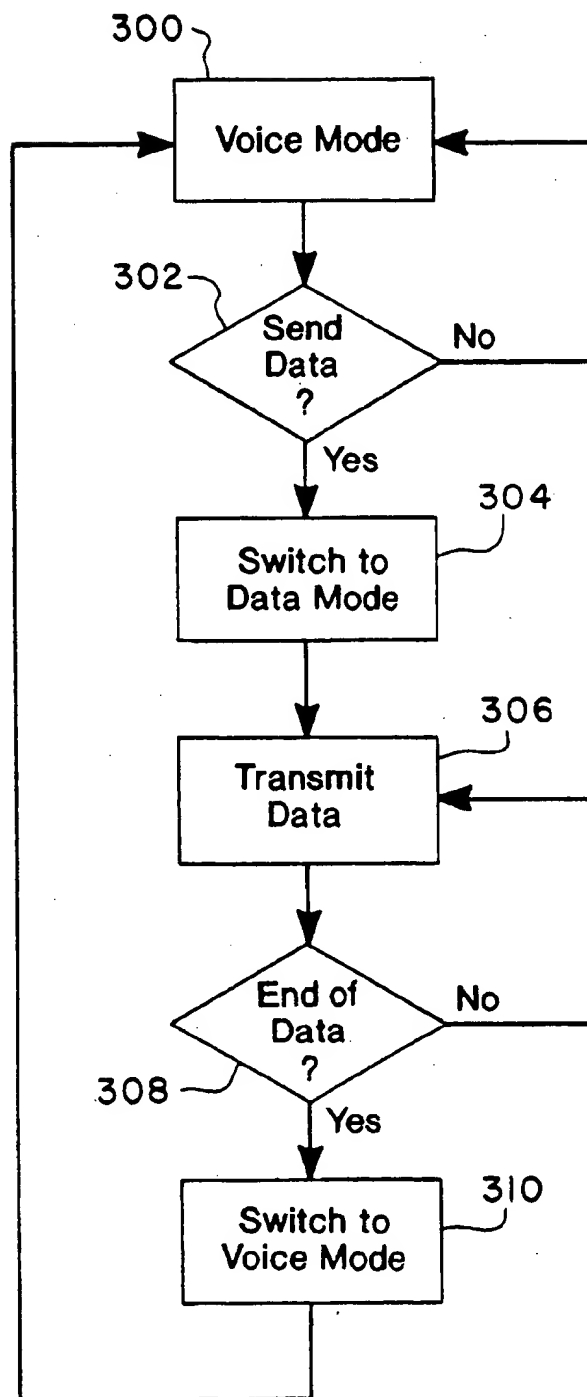 300
Voice Mode
302
Send
Data
?
No
Yes
304
Switch to
Data Mode
306
Transmit
Data
End of
Data
?
No
308
Yes
310
Switch to
Voice Mode